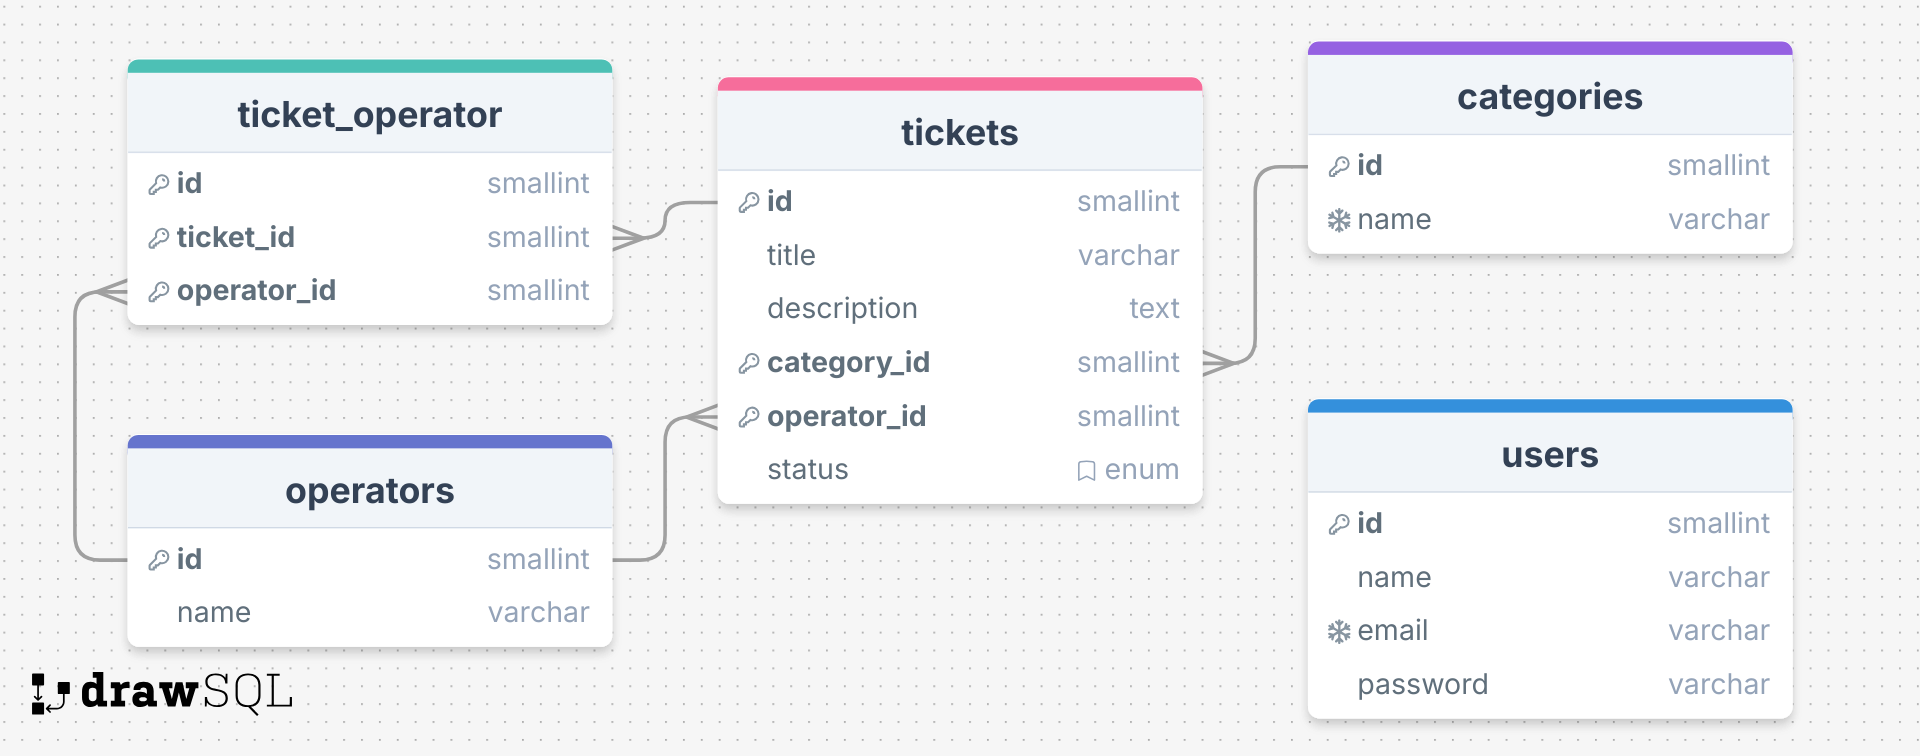 ticket_operator
id smallint
ticket_id smallint
operator_id smallint
operators
id smallint
name varchar
tickets
id smallint
title varchar
description text
category_id smallint
operator_id smallint
status enum
categories
id smallint
name varchar
users
id smallint
name varchar
email varchar
password varchar
drawSQL